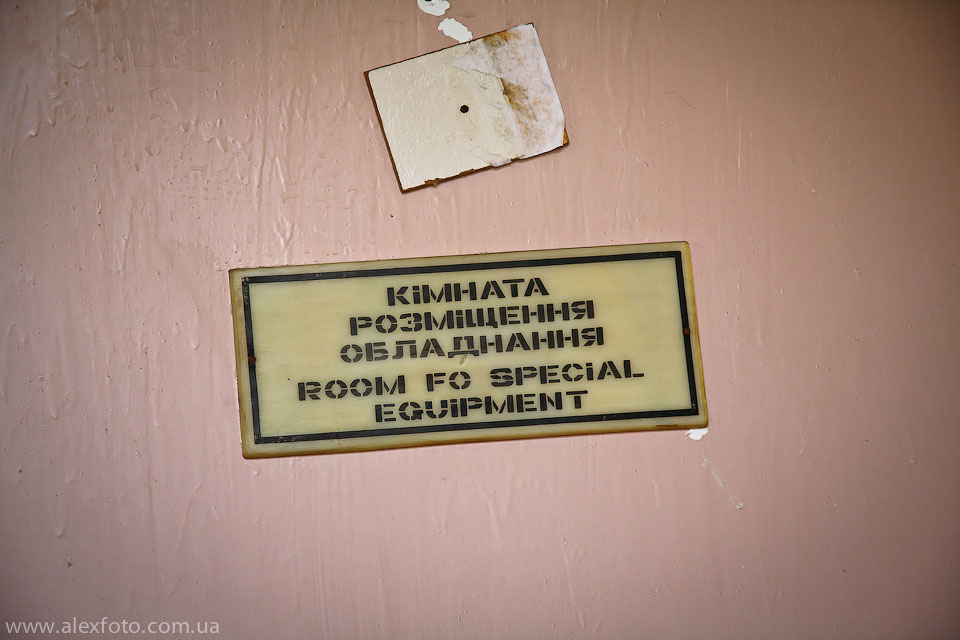 КіМНАТА
РОЗМіЩЕННЯ
ОБЛАДНАННЯ
ROOM FO SPECiAL
EQUiPMENT
www.alexfoto.com.ua